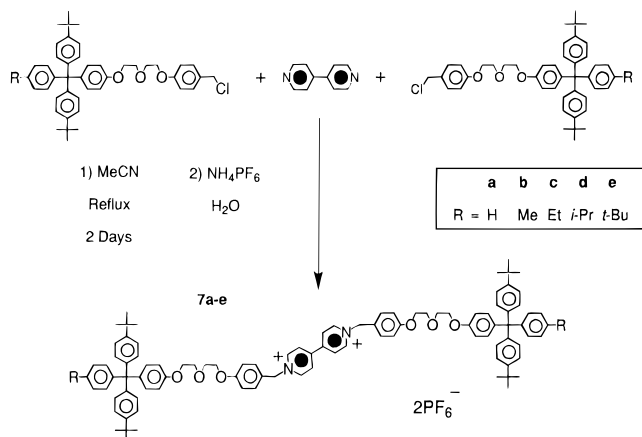 R
O O O
Cl
+
N N
+
Cl
O O O
R
1) MeCN 2) NH4PF6
Reflux H2O
2 Days
a b c d e
R = H Me Et i-Pr t-Bu
7a-e
R
O O O
N
+
N
+
O O O
R
2PF6−